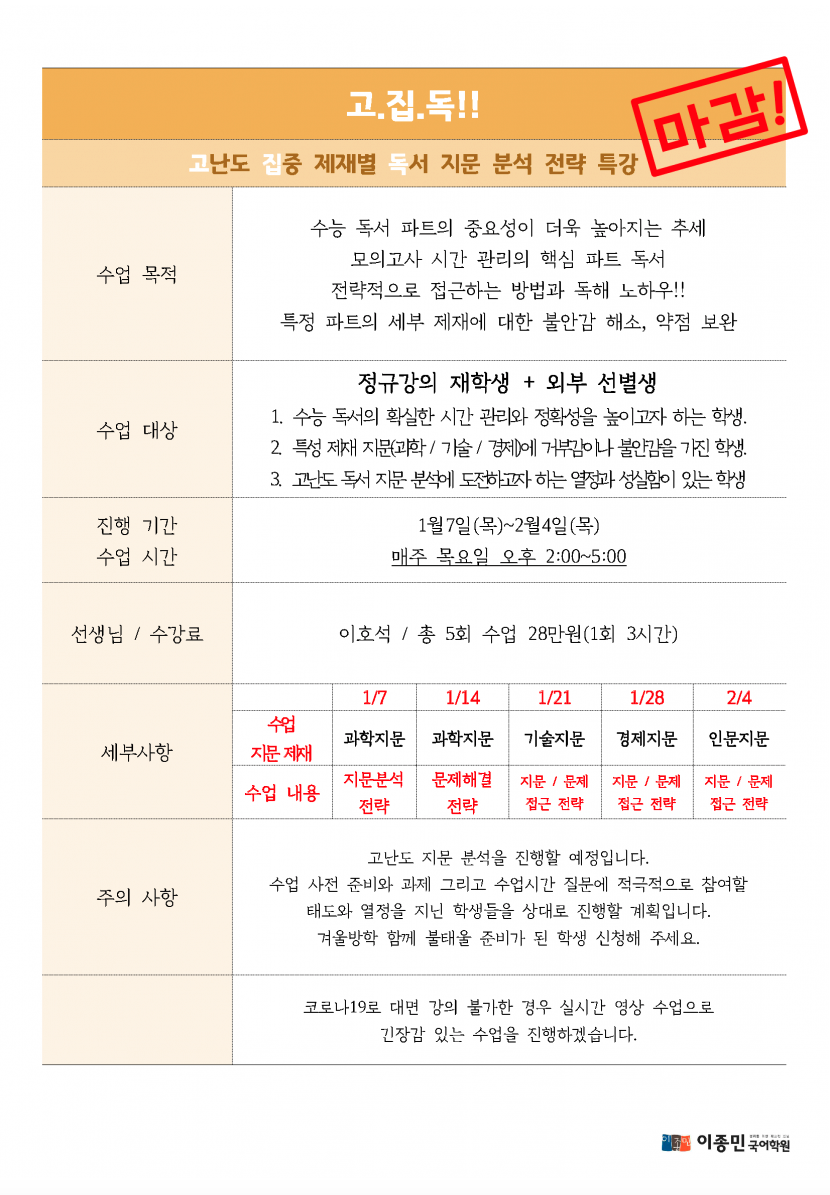 고.집.독!!
마감!
고난도 집중 제재별 독서 지문 분석 전략 특강
수업 목적
수능 독서 파트의 중요성이 더욱 높아지는 추세
모의고사 시간 관리의 핵심 파트 독서
전략적으로 접근하는 방법과 독해 노하우!!
특정 파트의 세부 제재에 대한 불안감 해소, 약점 보완
수업 대상
정규강의 재학생 + 외부 선별생
1. 수능 독서의 확실한 시간 관리와 정확성을 높이고자 하는 학생.
2. 특성 제재 지문(과학 / 기술 / 경제)에 거부감이나 불안감을 가진 학생.
3. 고난도 독서 지문 분석에 도전하고자 하는 열정과 성실함이 있는 학생
진행 기간
수업 시간
1월7일(목)~2월4일(목)
매주 목요일 오후 2:00~5:00
선생님 / 수강료
이호석 / 총 5회 수업 28만원(1회 3시간)
세부사항
1/7 1/14 1/21 1/28 2/4
수업
지문 제재
과학지문 과학지문 기술지문 경제지문 인문지문
수업 내용
지문분석
전략
문제해결
전략
지문 / 문제
접근 전략
지문 / 문제
접근 전략
지문 / 문제
접근 전략
주의 사항
고난도 지문 분석을 진행할 예정입니다.
수업 사전 준비와 과제 그리고 수업시간 질문에 적극적으로 참여할
태도와 열정을 지닌 학생들을 상대로 진행할 계획입니다.
겨울방학 함께 불태울 준비가 된 학생 신청해 주세요.
코로나19로 대면 강의 불가한 경우 실시간 영상 수업으로
긴장감 있는 수업을 진행하겠습니다.
이종민 국어학원